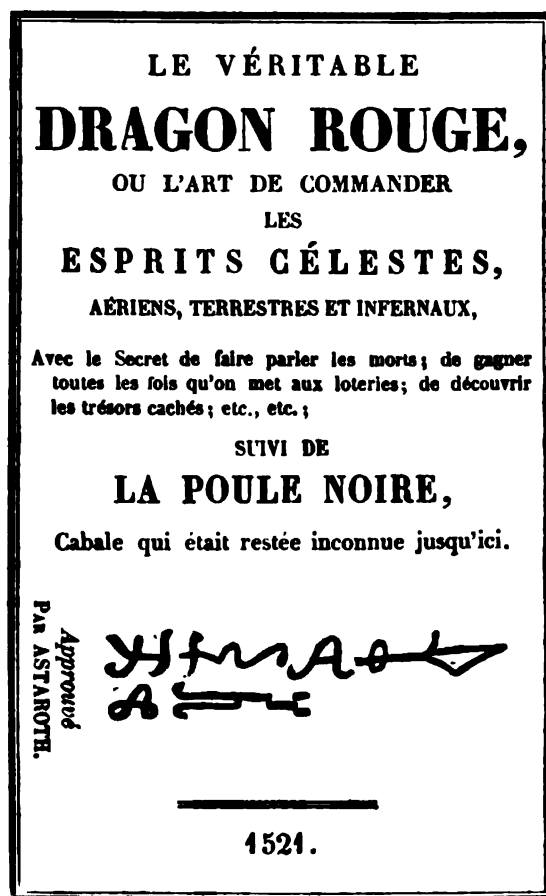 LE VÉRITABLE
DRAGON ROUGE,
OU L'ART DE COMMANDER
LES
ESPRITS CÉLESTES,
AÉRIENS, TERRESTRES ET INFERNAUX,
Avec le Secret de faire parler les morts; de gagner
toutes les fois qu'on met aux loteries; de découvrir
les trésors cachés; etc., etc.;
SUIVI DE
LA POULE NOIRE,
Cabale qui était restée inconnue jusqu'ici.
Approuvé
PAR ASTAROTH.
1521.